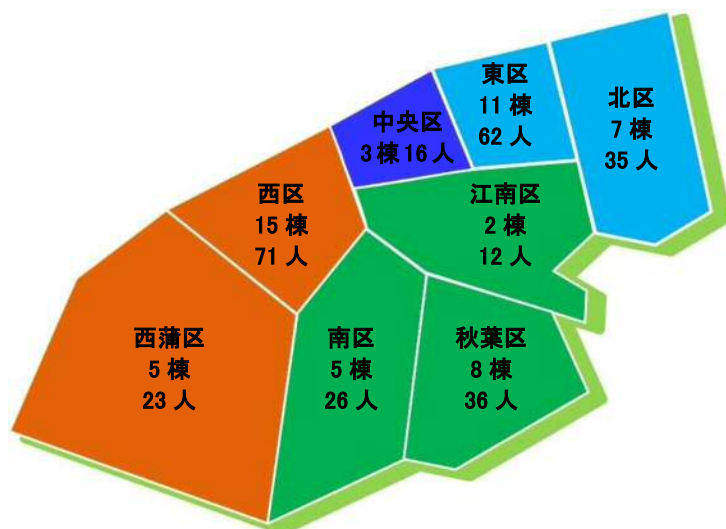 東区
11 棟
62 人
北区
7 棟
35 人
中央区
3 棟 16 人
西区
15 棟
71 人
江南区
2 棟
12 人
西蒲区
5 棟
23 人
南区
5 棟
26 人
秋葉区
8 棟
36 人